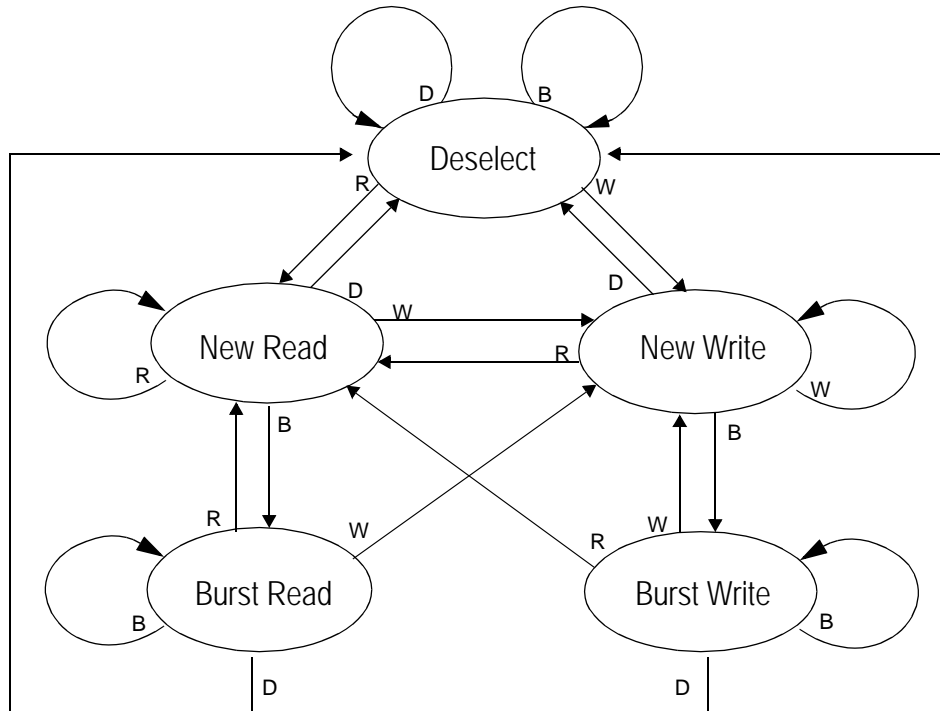 D B
Deselect
R W
D D
W
New Read New Write
R
R W
B B
R W R W
Burst Read Burst Write
B B
D D